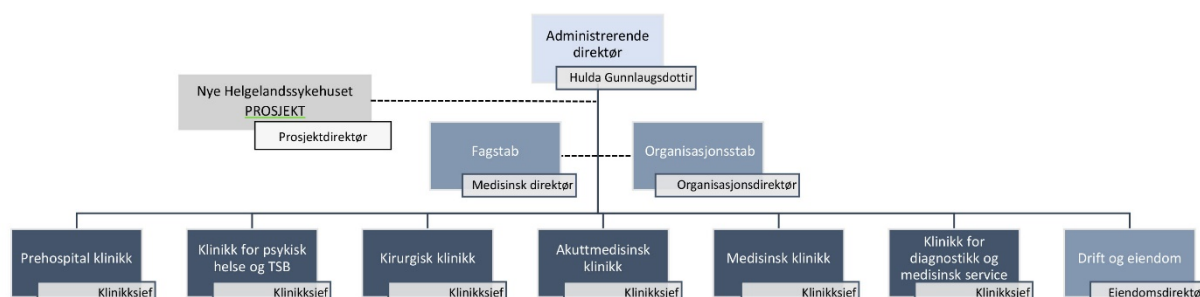 Administrerende
direktør
Hulda Gunnlaugsdottir
Nye Helgelandssykehuset
PROSJEKT
Prosjektdirektør
Fagstab
Medisinsk direktør
Organisasjonsstab
Organisasjonsdirektør
Prehospital klinikk
Klinikksjef
Klinikk for psykisk
helse og TSB
Klinikksjef
Kirurgisk klinikk
Klinikksjef
Akuttmedisinsk
klinikk
Klinikksjef
Medisinsk klinikk
Klinikksjef
Klinikk for
diagnostikk og
medisinsk service
Klinikksjef
Drift og eiendom
Eiendomsdirektø